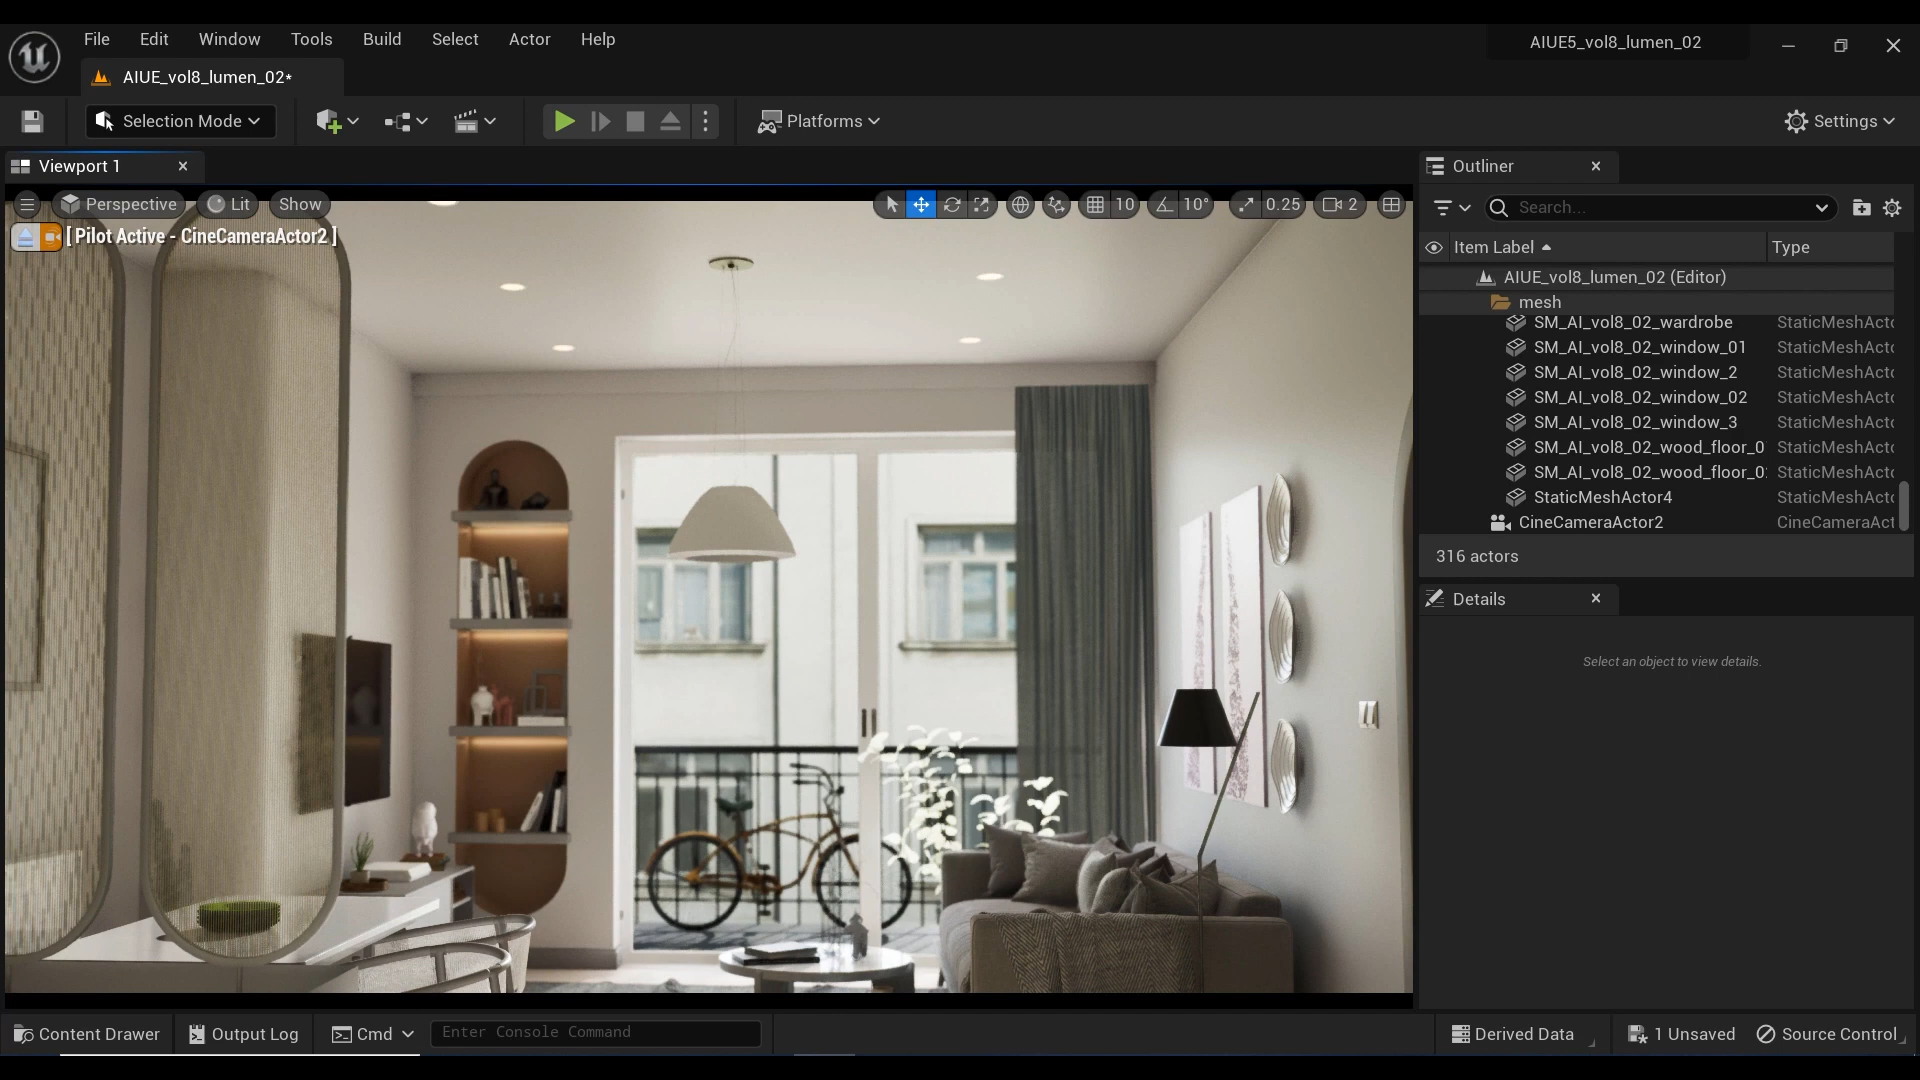 File Edit Window Tools Build Select Actor Help
AIUE5_vol8_lumen_02
AIUE_vol8_lumen_02*
Selection Mode
Platforms
Settings
Viewport 1
Perspective Lit Show
10 10° 0.25 2
[ Pilot Active - CineCameraActor2 ]
Outliner
Search...
Item Label Type
AIUE_vol8_lumen_02 (Editor)
mesh
SM_AI_vol8_02_wardrobe StaticMeshActo
SM_AI_vol8_02_window_01 StaticMeshActo
SM_AI_vol8_02_window_2 StaticMeshActo
SM_AI_vol8_02_window_02 StaticMeshActo
SM_AI_vol8_02_window_3 StaticMeshActo
SM_AI_vol8_02_wood_floor_0 StaticMeshActo
SM_AI_vol8_02_wood_floor_0 StaticMeshActo
StaticMeshActor4 StaticMeshActo
CineCameraActor2 CineCameraAct
316 actors
Details
Select an object to view details.
Content Drawer Output Log Cmd Enter Console Command
Derived Data 1 Unsaved Source Control